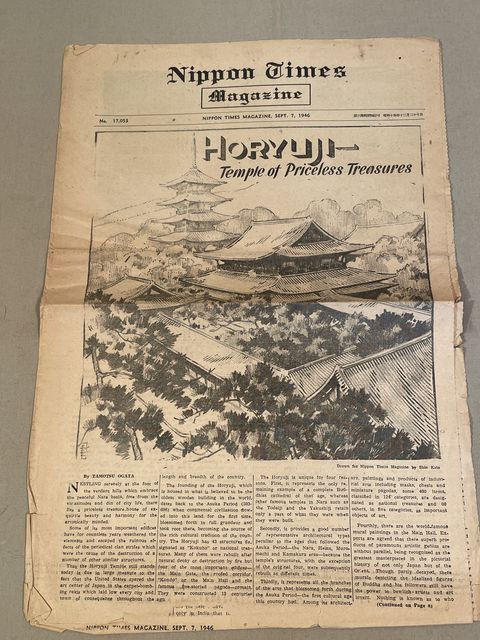 Nippon Times
Magazine
No. 17,053
NIPPON TIMES MAGAZINE, SEPT. 7, 1946
HORYUJI—
Temple of Priceless Treasures
Drawn for Nippon Times Magazine by Shin Kato
By TAMOTSU OGATA
NESTLING serenely at the foot of
the verdant hills which embrace
the peaceful Nara basin, free from the
vicissitudes and din of city life, there
lies a priceless treasure house of ex-
quisite beauty and harmony for the
artistically minded.
Some of its most important edifices
have for countless years weathered the
elements and escaped the ruinous ef-
fects of the periodical clan strifes which
were the cause of the destruction of a
number of other similar structures.
Thus the Horyuji Temple still stands
today is due in large measure to the
fact that the United States spared the
art center of Japan in the carpet-bomb-
ing raids which laid low every city and
town of consequence throughout the
length and breadth of the country.
The founding of the Horyuji, which
is housed in what is believed to be the
oldest wooden building in the world,
dates back to the Asuka Period (552-
646) when continental civilization flow-
ed into this land for the first time,
blossomed forth in full grandeur and
took root there, becoming the source of
the rich cultural tradition of the coun-
try. The Horyuji has 43 structures de-
signated as "Kokuho" or national trea-
sures. Many of them were rebuilt after
natural decay or destruction by fire but
four of the most important edifices—
the Main Gate, the roofed corridor,
"Kondo" or the Main Hall and the
famous five-storied pagoda—remain.
They were constructed 13 centuries
ago
The Horyuji is unique for four rea-
sons. First, it represents the only re-
maining example of a complete Bud-
dhist cathedral of that age, whereas
other famous temples in Nara such as
the Todaiji and the Yakushiji retain
only a part of what they were when
they were built.
Secondly, it provides a good number
of representative architectural types
peculiar to the ages that followed the
Asuka Period—the Nara, Heian, Muro-
machi and Kamakura eras—because the
temple's structures, with the exception
of the original four, were subsequently
rebuilt at different times.
Thirdly, it represents all the branches
of the arts that blossomed forth during
the Asuka Period—the first cultural age
this country had. Among its architect-
ure, paintings and products of indus-
trial arts including masks, chests and
miniature pagodas, some 400 items,
classified in 124 categories, are desig-
nated as national treasures and the
others, in five categories, as important
objects of art.
Fourthly, there are the world-famous
mural paintings in the Main Hall. Ex-
perts are agreed that these superb pro-
ducts of paramount artistic genius are
without parallel, being recognized as the
greatest masterpieces in the pictorial
history of not only Japan but of the
Orient. Though partly decayed, these
murals, depicting the idealized figures
of Buddha and his followers, still have
the power to bewitch artists and art
lovers. Nothing is known as to who
(Continued on Page 8)
NIPPON TIMES MAGAZINE, SEPT. 7, 1946